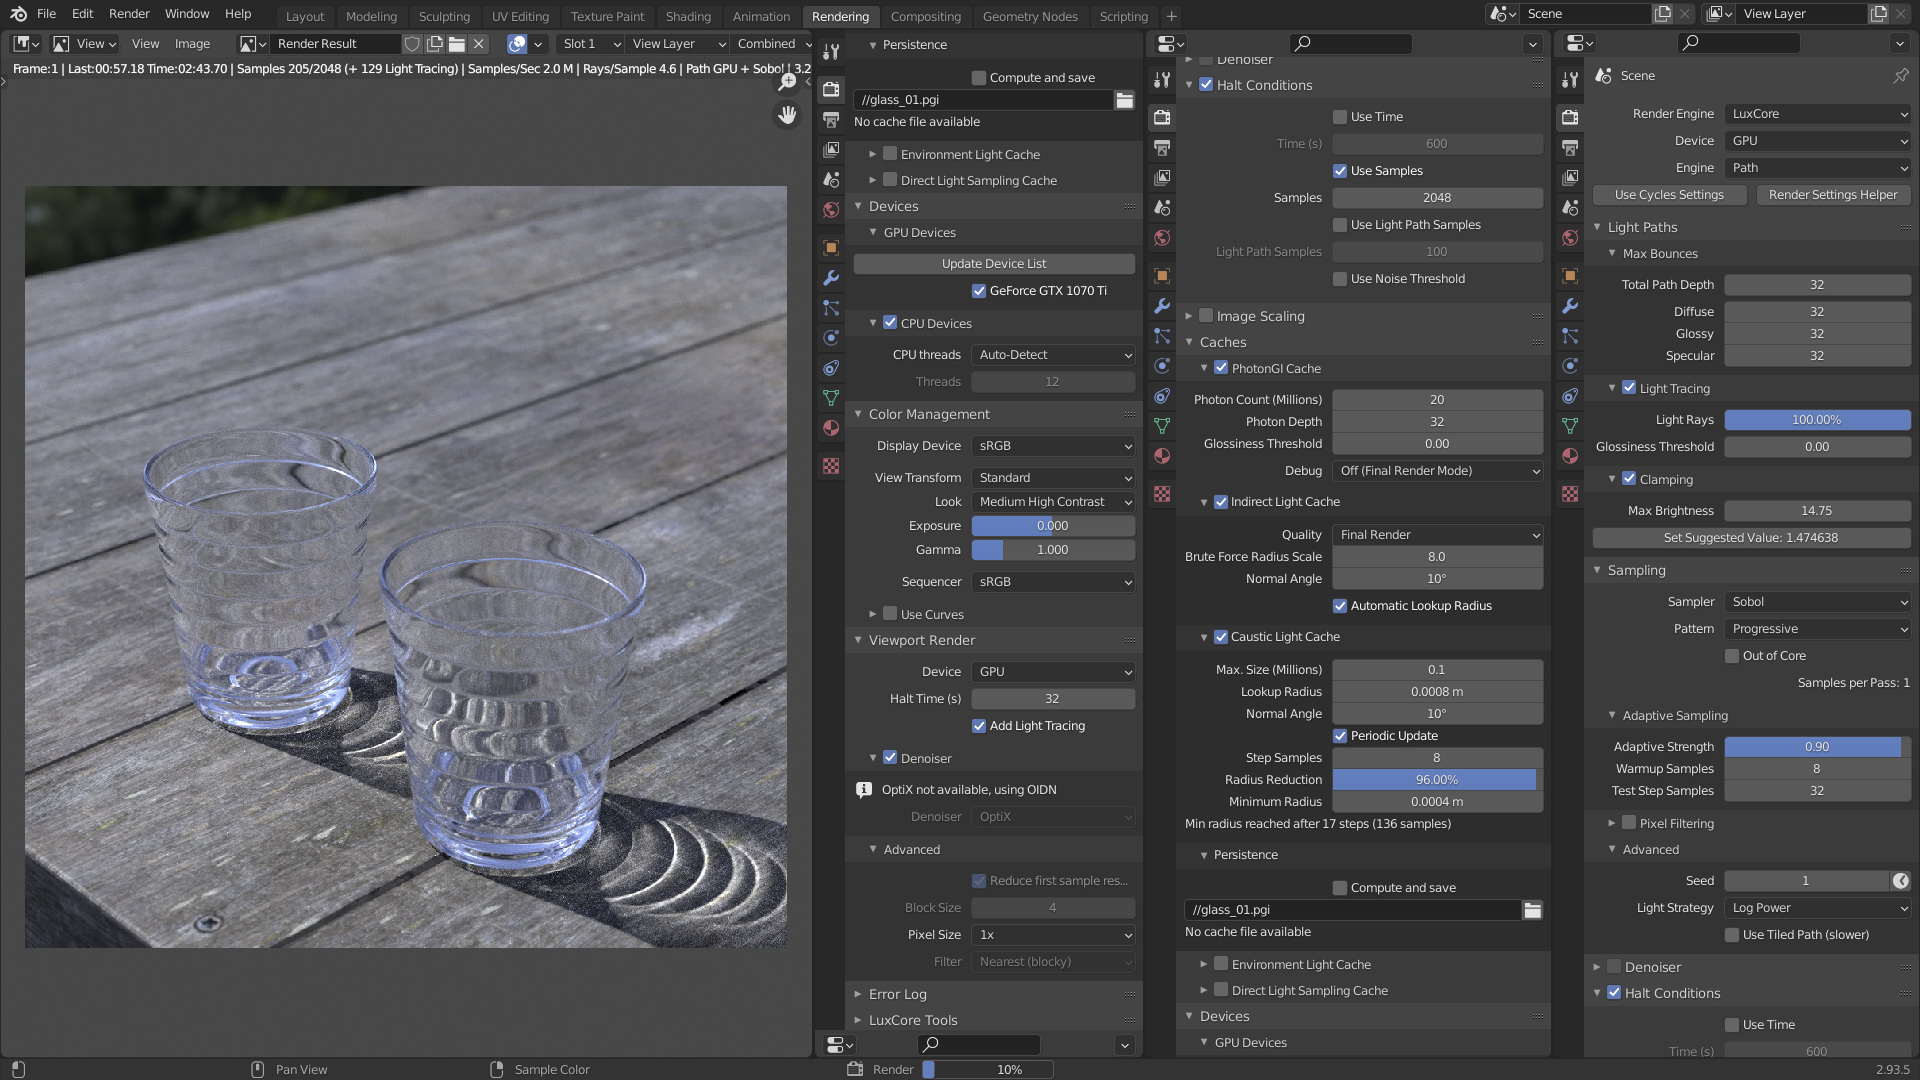 File Edit Render Window Help
Layout Modeling Sculpting UV Editing Texture Paint Shading Animation Rendering Compositing Geometry Nodes Scripting +
Scene
View Layer
View View Image Render Result Slot 1 View Layer Combined
Frame:1 | Last:00:57.18 Time:02:43.70 | Samples 205/2048 (+ 129 Light Tracing) | Samples/Sec 2.0 M | Rays/Sample 4.6 | Path GPU + Sobol | 3.2
Persistence
Compute and save
//glass_01.pgi
No cache file available
Environment Light Cache
Direct Light Sampling Cache
Devices
GPU Devices
Update Device List
GeForce GTX 1070 Ti
CPU Devices
CPU threads Auto-Detect
Threads 12
Color Management
Display Device sRGB
View Transform Standard
Look Medium High Contrast
Exposure 0.000
Gamma 1.000
Sequencer sRGB
Use Curves
Viewport Render
Device GPU
Halt Time (s) 32
Add Light Tracing
Denoiser
OptiX not available, using OIDN
Denoiser OptiX
Advanced
Reduce first sample res...
Block Size 4
Pixel Size 1x
Filter Nearest (blocky)
Error Log
LuxCore Tools
Denoiser
Halt Conditions
Use Time
Time (s) 600
Use Samples
Samples 2048
Use Light Path Samples
Light Path Samples 100
Use Noise Threshold
Image Scaling
Caches
PhotonGI Cache
Photon Count (Millions) 20
Photon Depth 32
Glossiness Threshold 0.00
Debug Off (Final Render Mode)
Indirect Light Cache
Quality Final Render
Brute Force Radius Scale 8.0
Normal Angle 10°
Automatic Lookup Radius
Caustic Light Cache
Max. Size (Millions) 0.1
Lookup Radius 0.0008 m
Normal Angle 10°
Periodic Update
Step Samples 8
Radius Reduction 96.00%
Minimum Radius 0.0004 m
Min radius reached after 17 steps (136 samples)
Persistence
Compute and save
//glass_01.pgi
No cache file available
Environment Light Cache
Direct Light Sampling Cache
Devices
GPU Devices
Scene
Render Engine LuxCore
Device GPU
Engine Path
Use Cycles Settings Render Settings Helper
Light Paths
Max Bounces
Total Path Depth 32
Diffuse 32
Glossy 32
Specular 32
Light Tracing
Light Rays 100.00%
Glossiness Threshold 0.00
Clamping
Max Brightness 14.75
Set Suggested Value: 1.474638
Sampling
Sampler Sobol
Pattern Progressive
Out of Core
Samples per Pass: 1
Adaptive Sampling
Adaptive Strength 0.90
Warmup Samples 8
Test Step Samples 32
Pixel Filtering
Advanced
Seed 1
Light Strategy Log Power
Use Tiled Path (slower)
Denoiser
Halt Conditions
Use Time
Time (s) 600
Pan View Sample Color Render 10% 2.93.5